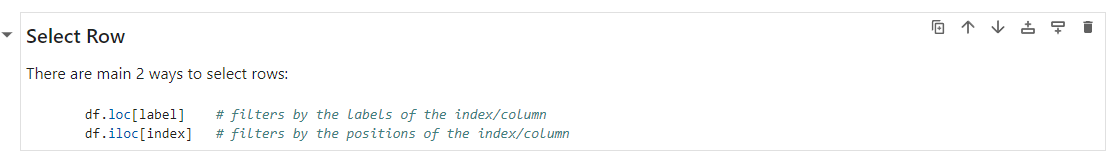 Select Row
There are main 2 ways to select rows:
df.loc[label]    # filters by the labels of the index/column
df.iloc[index]   # filters by the positions of the index/column